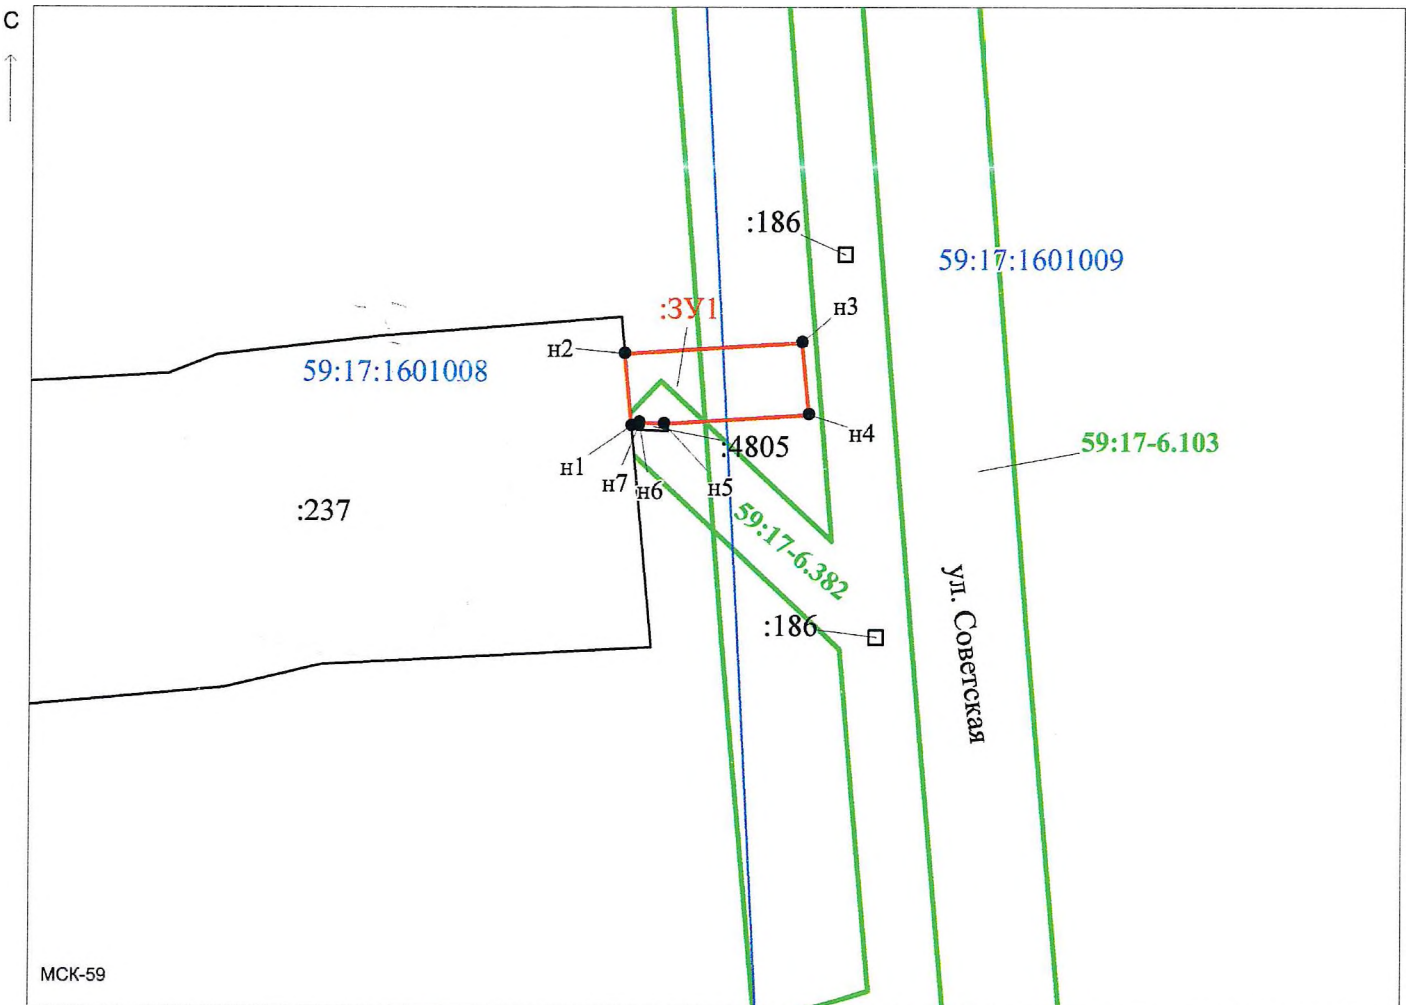 С
:186
59:17:1601009
:ЗУ1
н3
н2
59:17:1601008
н4
:4805
59:17-6.103
н1
н7
н6
н5
:237
59:17-6.382
:186
ул. Советская
МСК-59